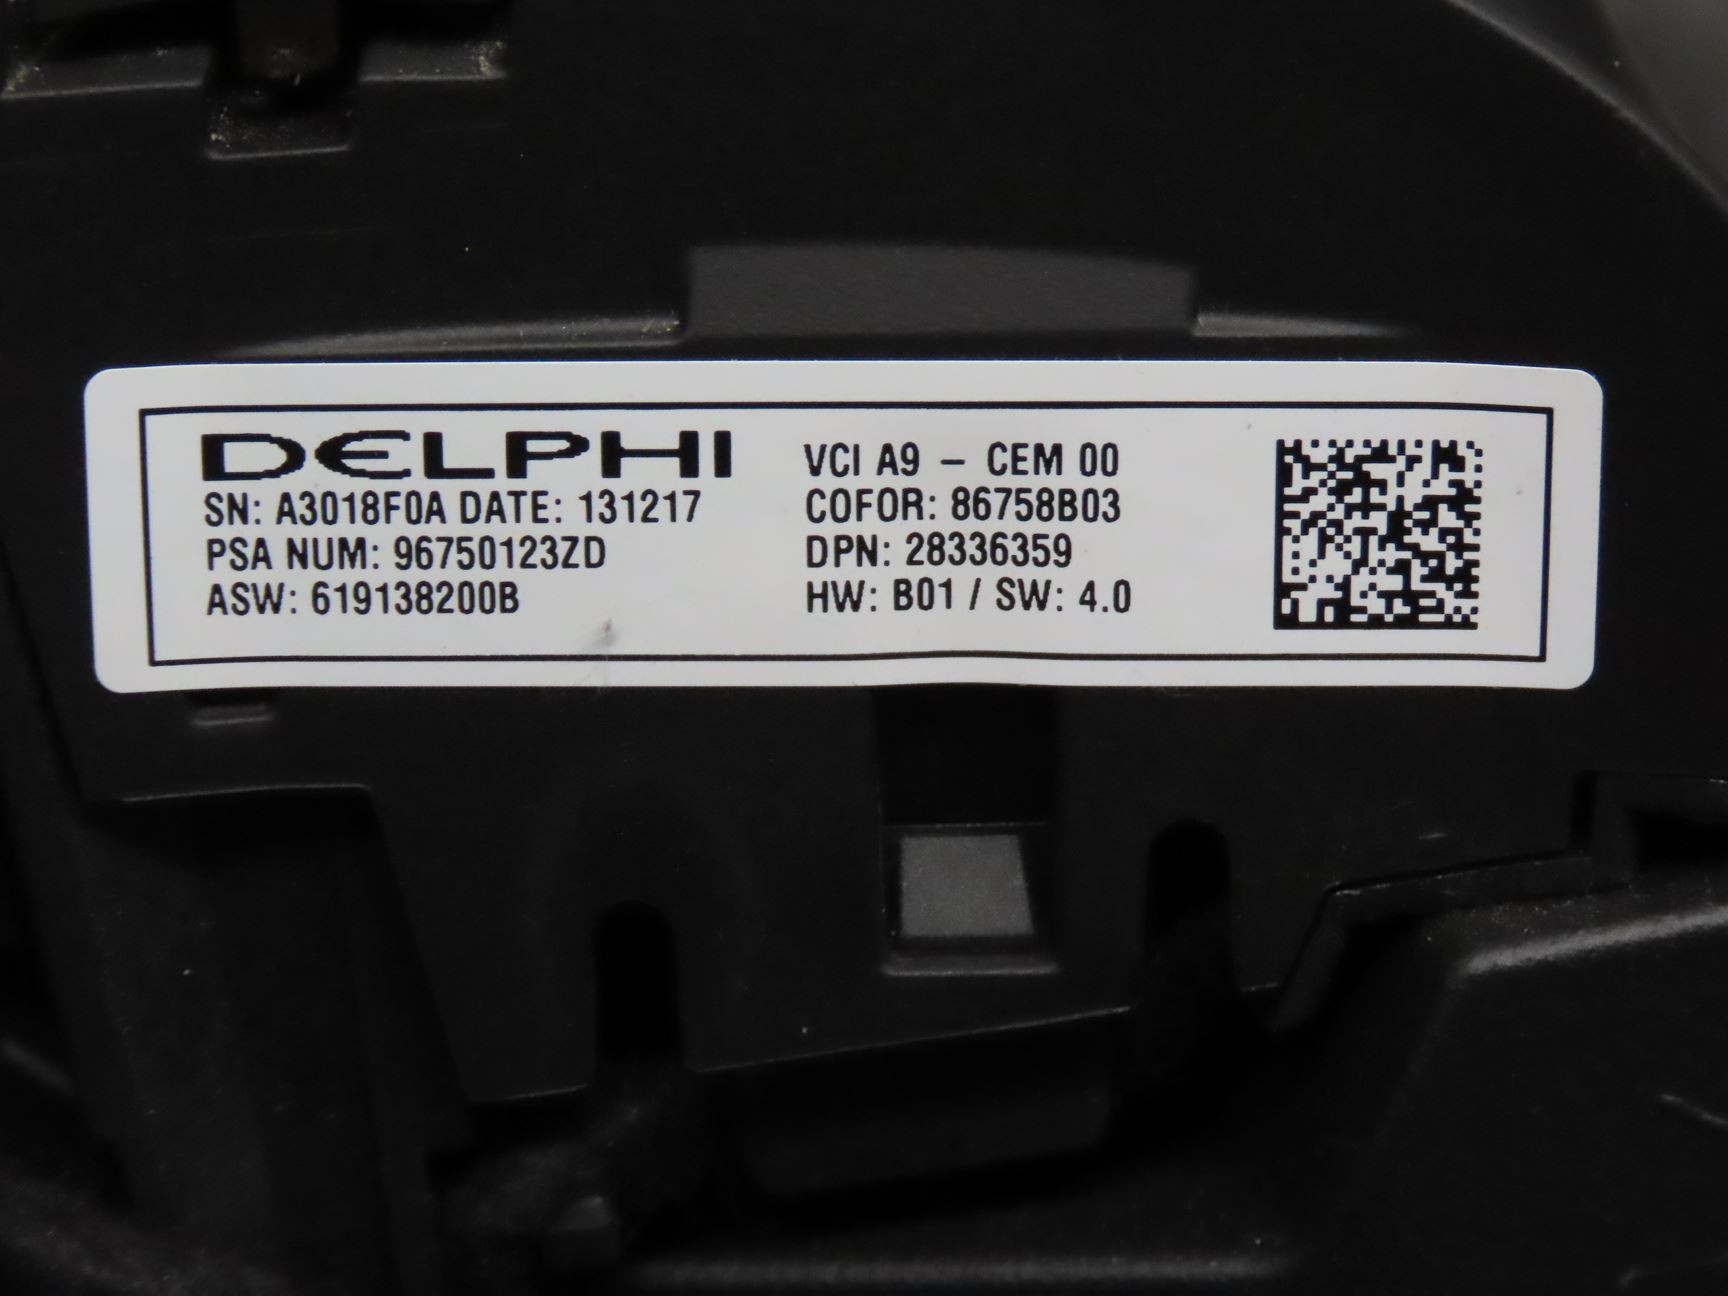 DELPHI
SN: A3018F0A DATE: 131217
PSA NUM: 96750123ZD
ASW: 619138200B
VCI A9 – CEM 00
COFOR: 86758B03
DPN: 28336359
HW: B01 / SW: 4.0